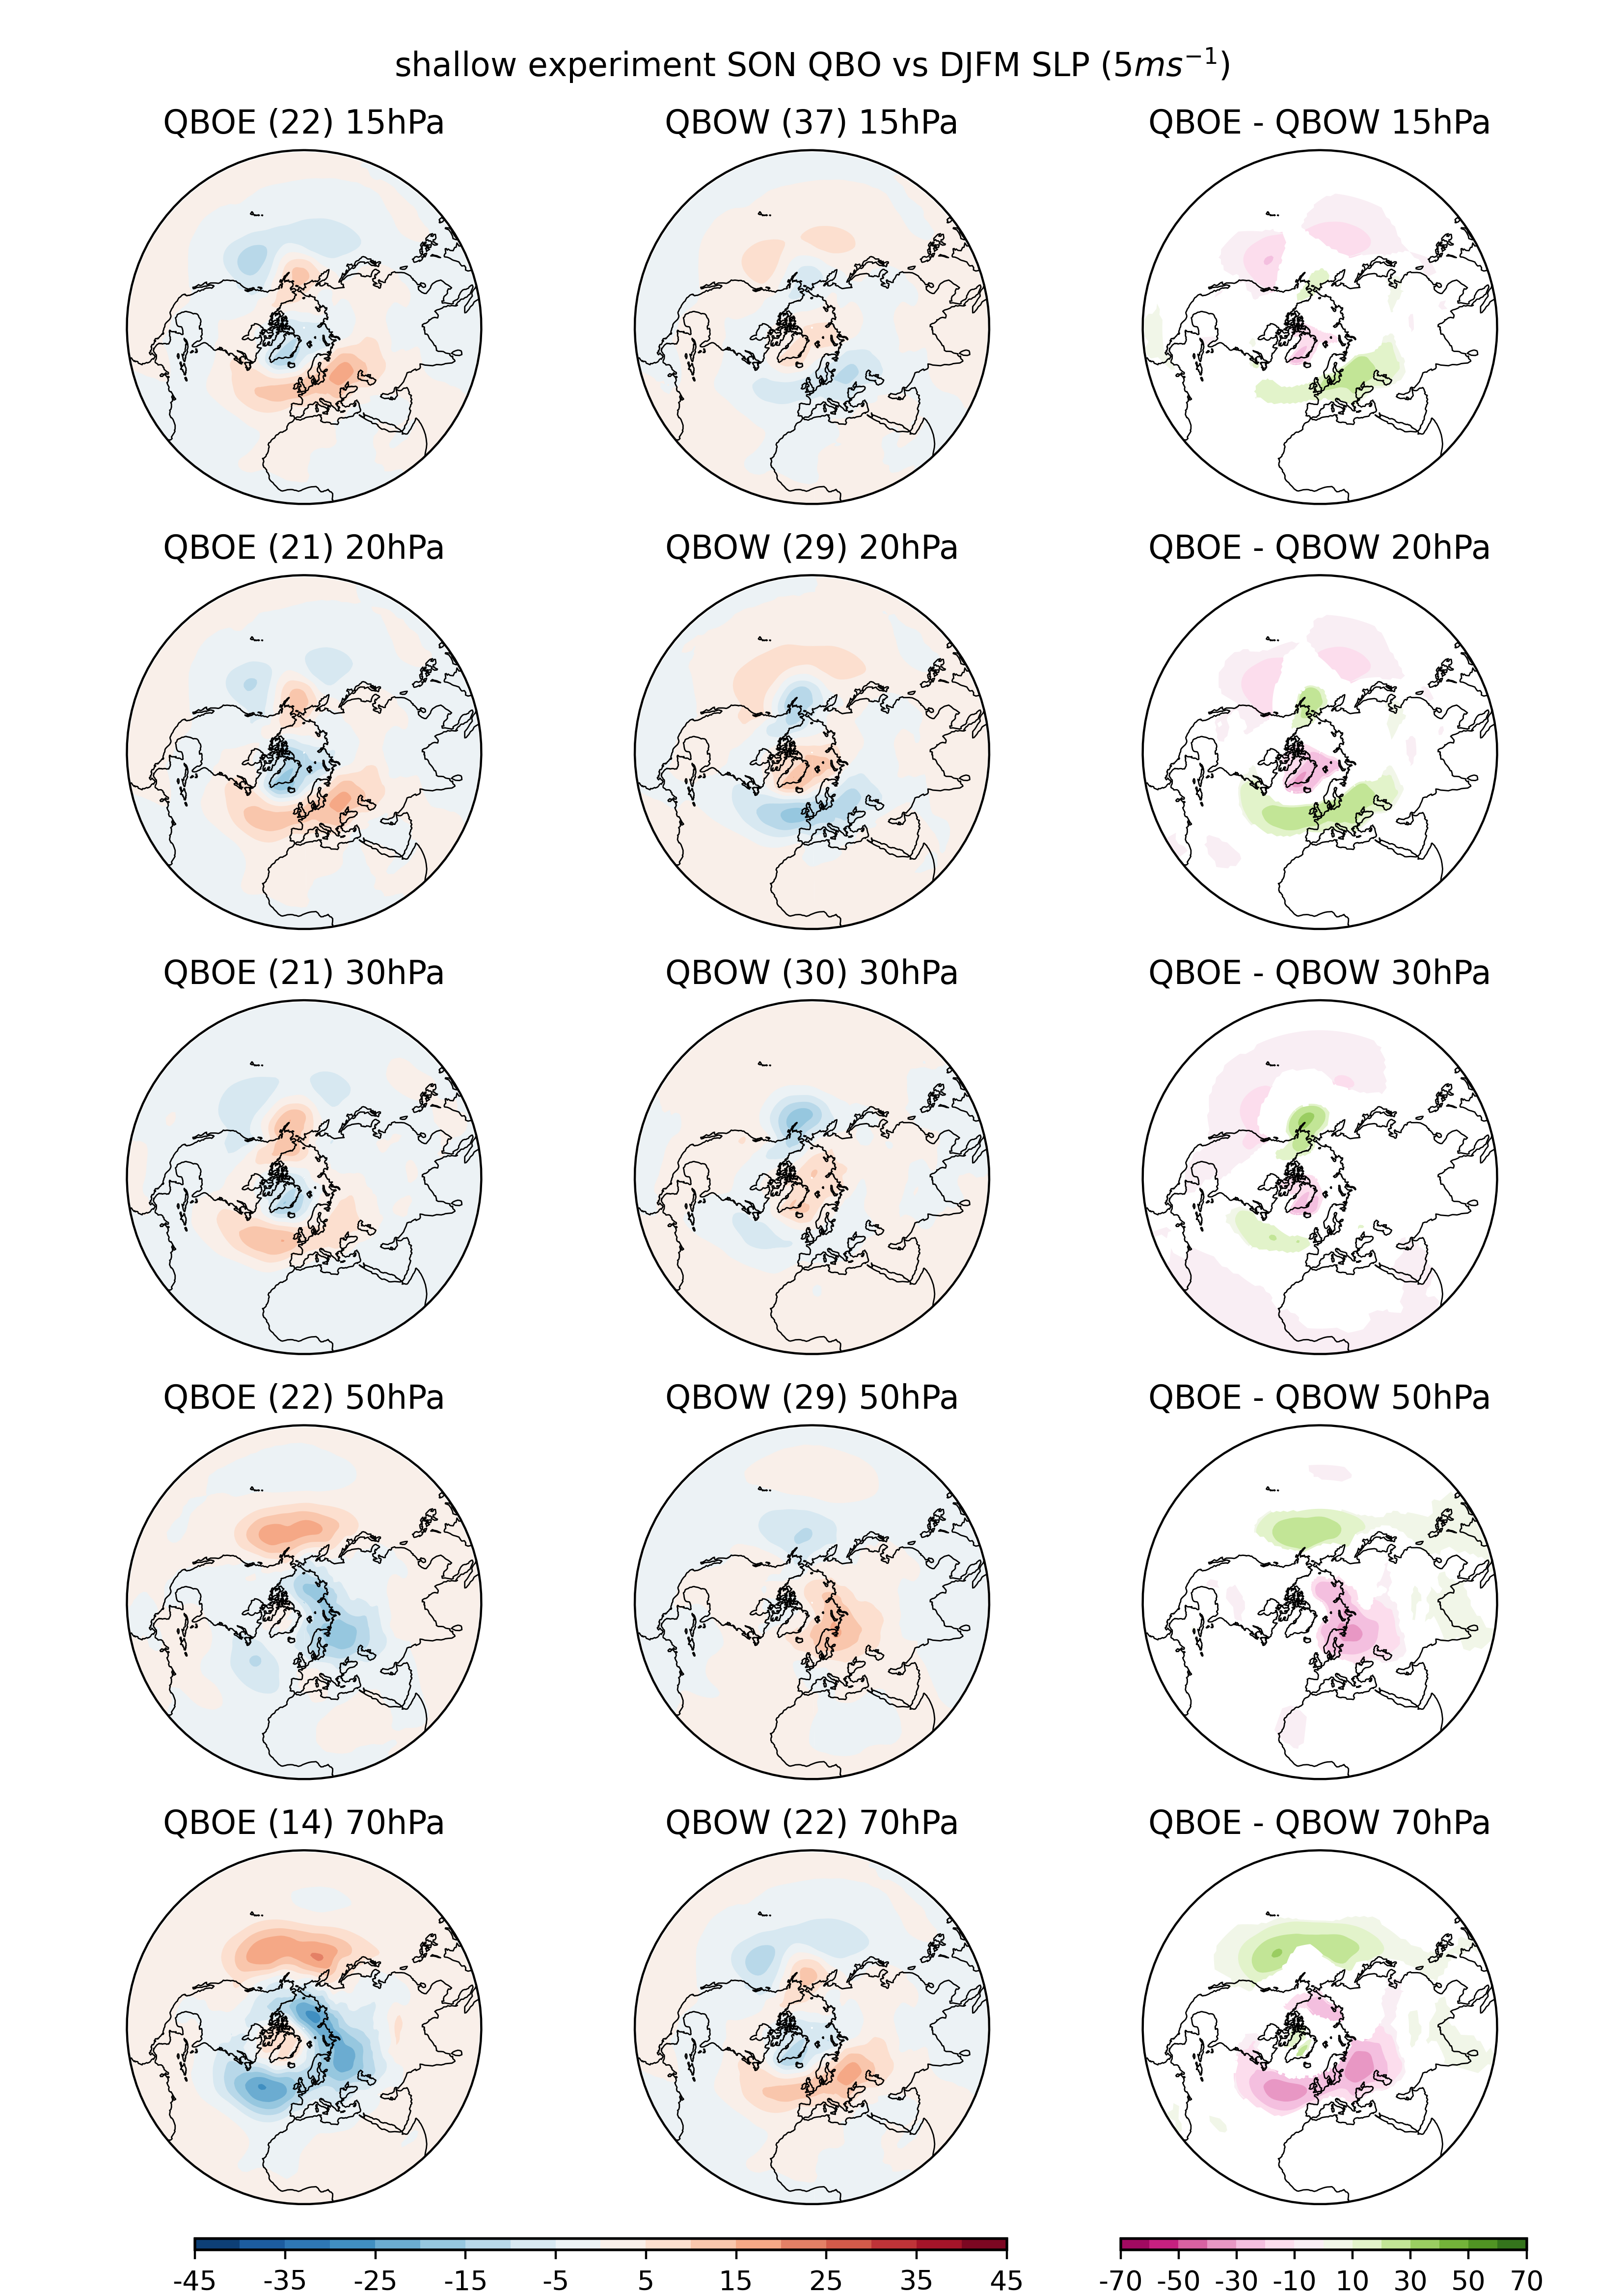 shallow experiment SON QBO vs DJFM SLP (5ms⁻¹)
QBOE (22) 15hPa QBOW (37) 15hPa QBOE - QBOW 15hPa
QBOE (21) 20hPa QBOW (29) 20hPa QBOE - QBOW 20hPa
QBOE (21) 30hPa QBOW (30) 30hPa QBOE - QBOW 30hPa
QBOE (22) 50hPa QBOW (29) 50hPa QBOE - QBOW 50hPa
QBOE (14) 70hPa QBOW (22) 70hPa QBOE - QBOW 70hPa
-45 -35 -25 -15 -5 5 15 25 35 45 -70 -50 -30 -10 10 30 50 70